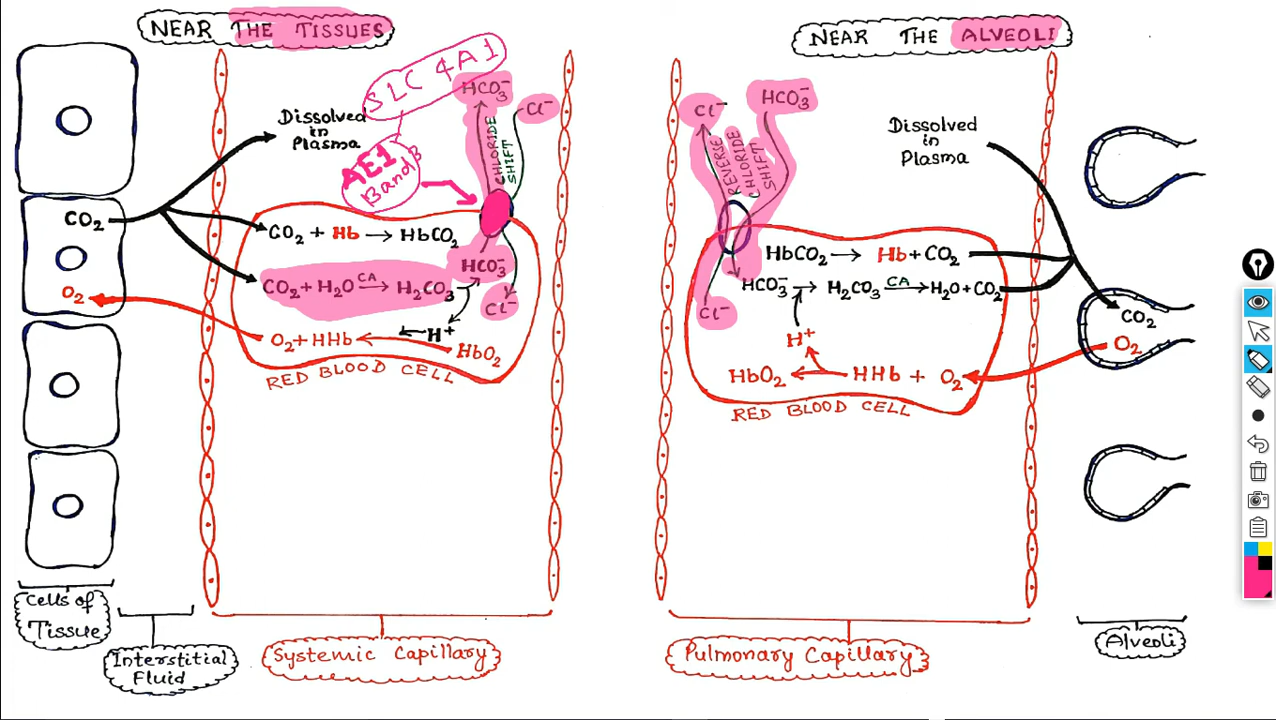 NEAR THE TISSUES
SLC 4A1
AE1
Band 3
HCO₃⁻
Cl⁻
CHLORIDE
SHIFT
Dissolved
in
Plasma
CO₂
CO₂ + Hb → HbCO₂
CO₂ + H₂O CA→ H₂CO₃
HCO₃⁻
Cl⁻
H⁺
O₂
O₂ + HHb ← HbO₂
RED BLOOD CELL
Cells of
Tissue
Interstitial
Fluid
Systemic Capillary
NEAR THE ALVEOLI
Cl⁻
HCO₃⁻
REVERSE
CHLORIDE
SHIFT
Dissolved
in
Plasma
HbCO₂ → Hb + CO₂
HCO₃⁻ → H₂CO₃ CA→ H₂O + CO₂
Cl⁻
H⁺
HbO₂ ← HHb + O₂
RED BLOOD CELL
CO₂
O₂
Pulmonary Capillary
Alveoli